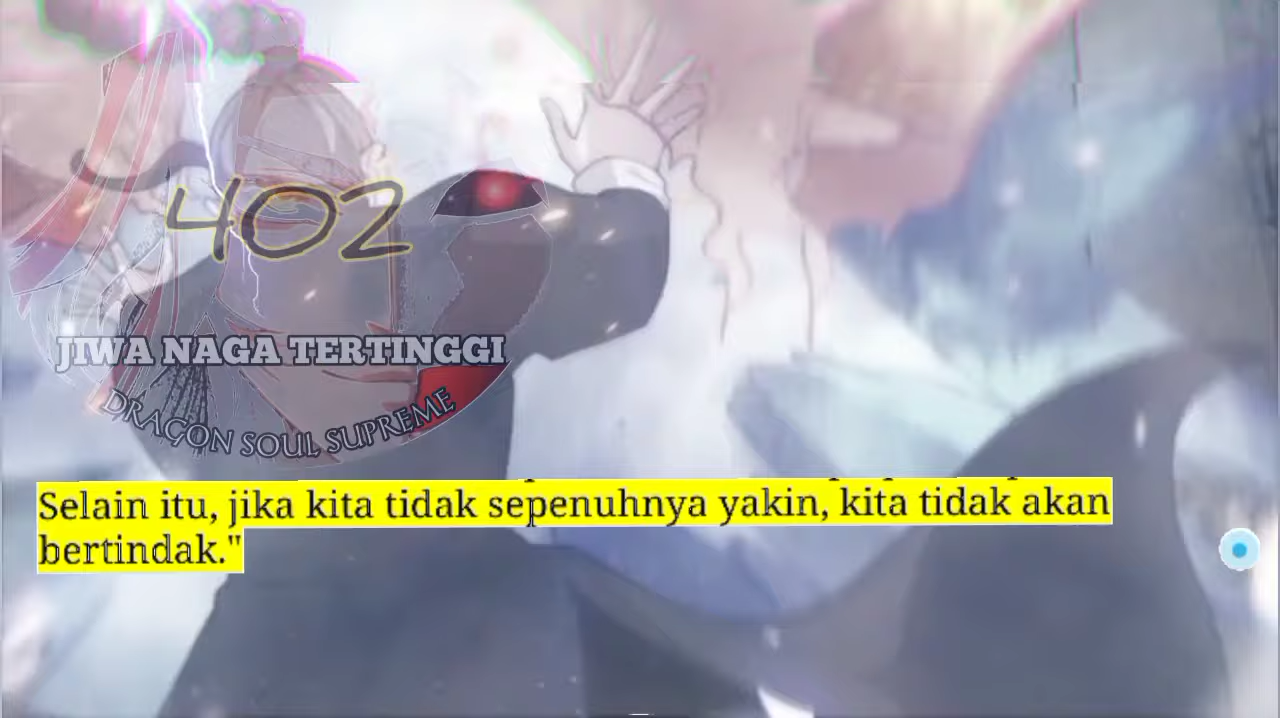 402
JIWA NAGA TERTINGGI
DRAGON SOUL SUPREME
Selain itu, jika kita tidak sepenuhnya yakin, kita tidak akan
bertindak."